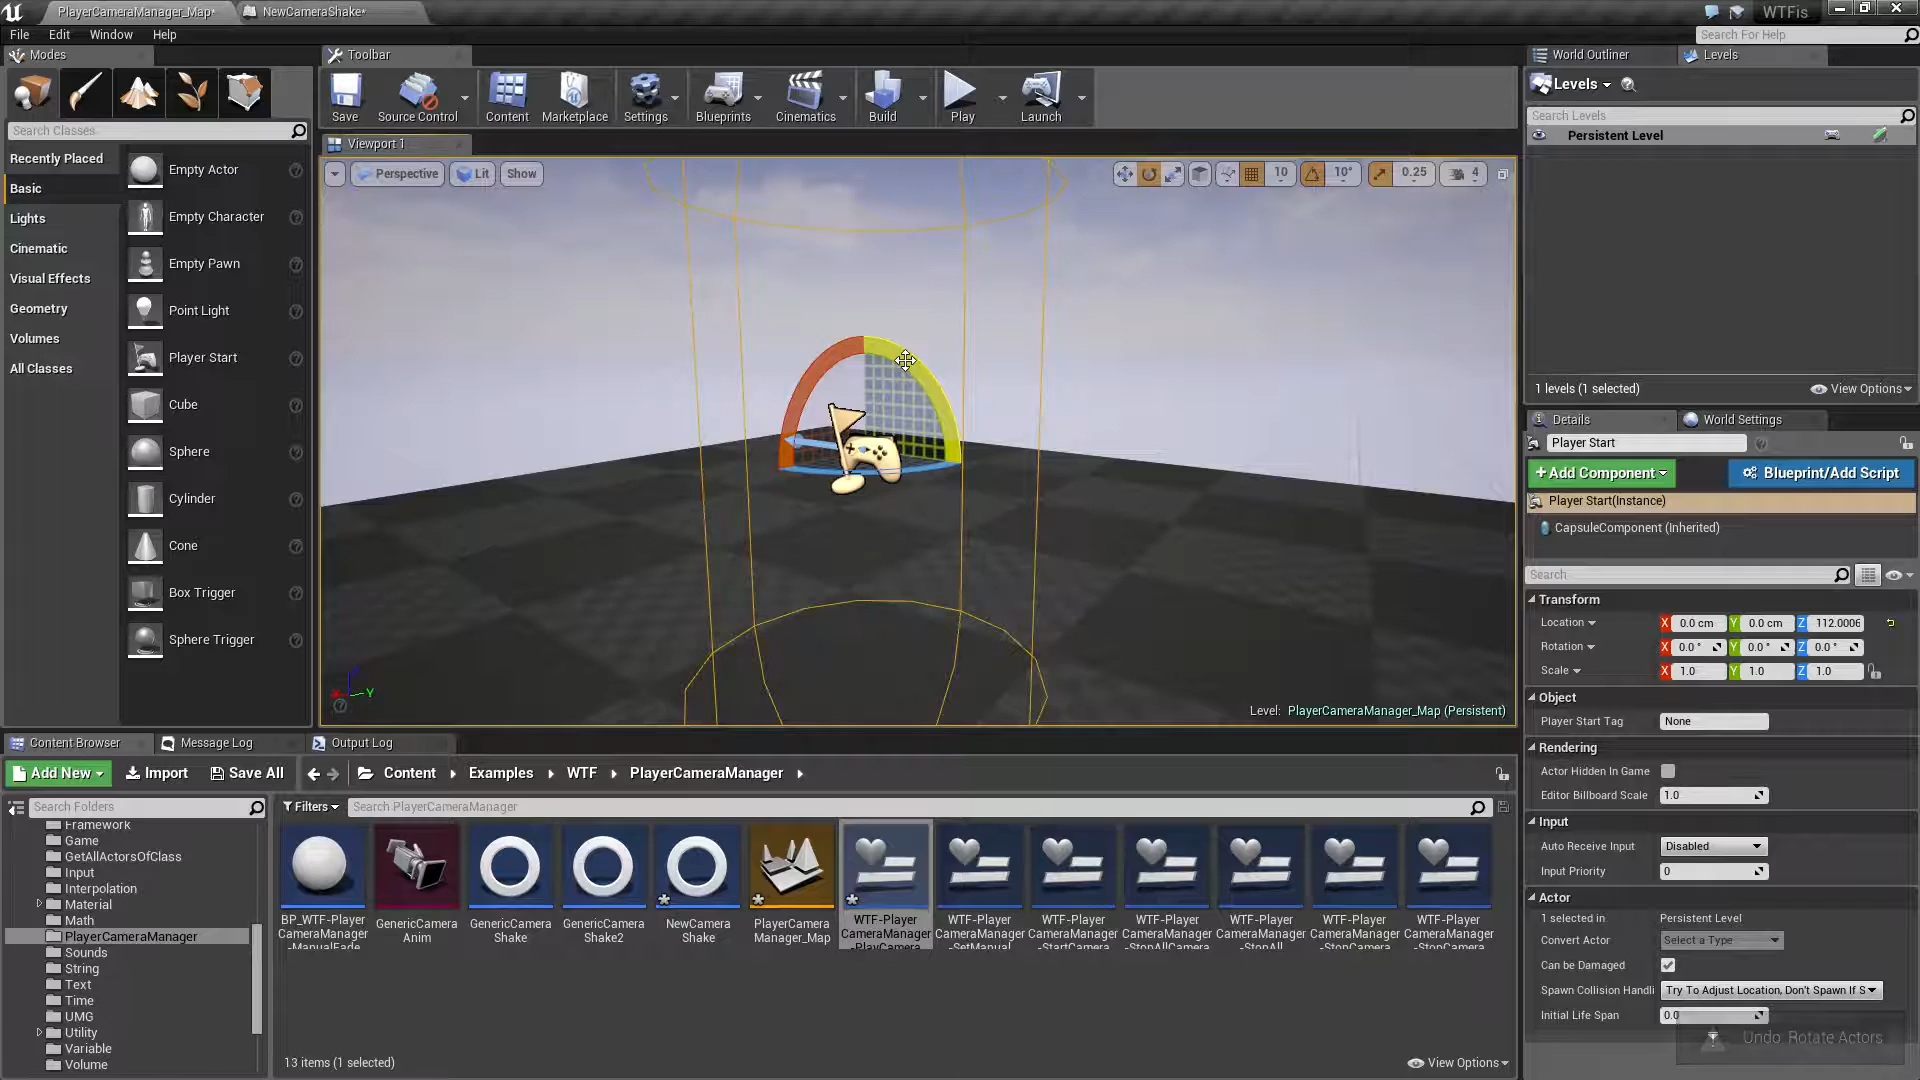 PlayerCameraManager_Map*
NewCameraShake*
WTFis
File Edit Window Help
Search For Help
Modes
Toolbar
World Outliner
Levels
Save
Source Control
Content
Marketplace
Settings
Blueprints
Cinematics
Build
Play
Launch
Levels
Search Classes
Search Levels
Persistent Level
Viewport 1
Recently Placed
Basic
Lights
Cinematic
Visual Effects
Geometry
Volumes
All Classes
Empty Actor
Empty Character
Empty Pawn
Point Light
Player Start
Cube
Sphere
Cylinder
Cone
Box Trigger
Sphere Trigger
Perspective
Lit
Show
10
10°
0.25
4
Level: PlayerCameraManager_Map (Persistent)
1 levels (1 selected)
View Options
Details
World Settings
Player Start
+Add Component
Blueprint/Add Script
Player Start(Instance)
CapsuleComponent (Inherited)
Search
Transform
Location X 0.0 cm Y 0.0 cm Z 112.0006
Rotation X 0.0 ° Y 0.0 ° Z 0.0 °
Scale X 1.0 Y 1.0 Z 1.0
Object
Player Start Tag None
Rendering
Actor Hidden In Game
Editor Billboard Scale 1.0
Input
Auto Receive Input Disabled
Input Priority 0
Actor
1 selected in Persistent Level
Convert Actor Select a Type
Can be Damaged
Spawn Collision Handli Try To Adjust Location, Don't Spawn If S
Initial Life Span 0.0
Undo: Rotate Actors
Content Browser
Message Log
Output Log
Add New
Import
Save All
Content
Examples
WTF
PlayerCameraManager
Search Folders
Filters
Search PlayerCameraManager
Framework
Game
GetAllActorsOfClass
Input
Interpolation
Material
Math
PlayerCameraManager
Sounds
String
Text
Time
UMG
Utility
Variable
Volume
BP_WTF-Player
CameraManager
-ManualFade
GenericCamera
Anim
GenericCamera
Shake
GenericCamera
Shake2
NewCamera
Shake
PlayerCamera
Manager_Map
WTF-Player
CameraManager
-PlayCamera
WTF-Player
CameraManager
-SetManual
WTF-Player
CameraManager
-StartCamera
WTF-Player
CameraManager
-StopAllCamera
WTF-Player
CameraManager
-StopAll
WTF-Player
CameraManager
-StopCamera
WTF-Player
CameraManager
-StopCamera
13 items (1 selected)
View Options